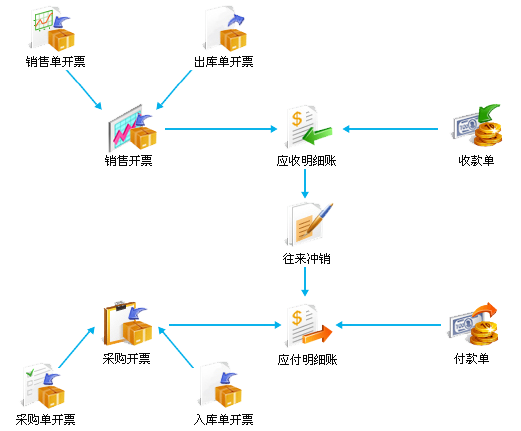 销售单开票
出库单开票
销售开票
应收明细账
收款单
往来冲销
采购开票
应付明细账
付款单
采购单开票
入库单开票